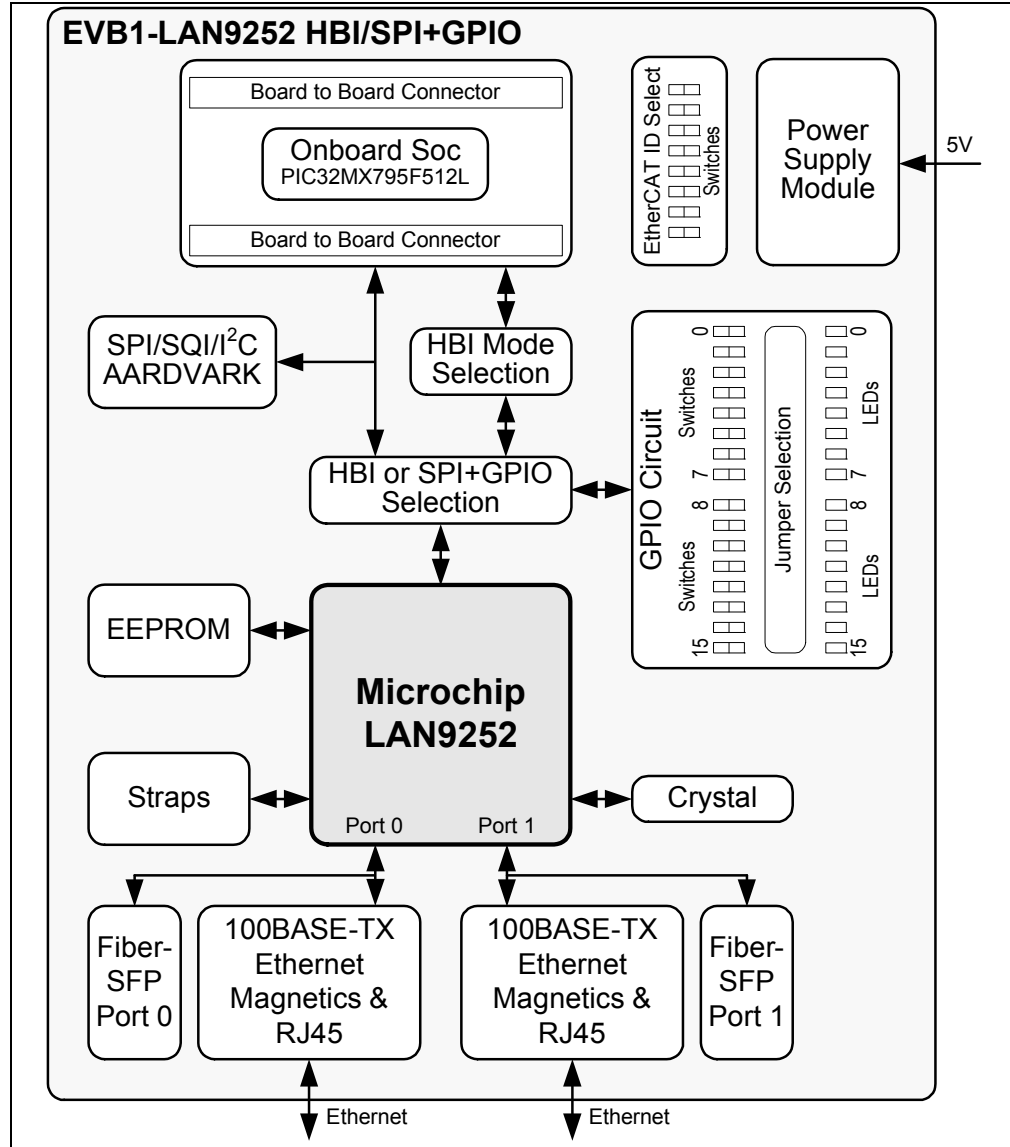 EVB1-LAN9252 HBI/SPI+GPIO
Board to Board Connector
Onboard Soc
PIC32MX795F512L
Board to Board Connector
EtherCAT ID Select
Switches
Power
Supply
Module
5V
SPI/SQI/I²C
AARDVARK
HBI Mode
Selection
HBI or SPI+GPIO
Selection
GPIO Circuit
Switches
Switches
0
7
8
15
Jumper Selection
0
7
8
15
LEDs
LEDs
EEPROM
Microchip
LAN9252
Straps
Crystal
Port 0
Port 1
Fiber-
SFP
Port 0
100BASE-TX
Ethernet
Magnetics &
RJ45
100BASE-TX
Ethernet
Magnetics &
RJ45
Fiber-
SFP
Port 1
Ethernet
Ethernet